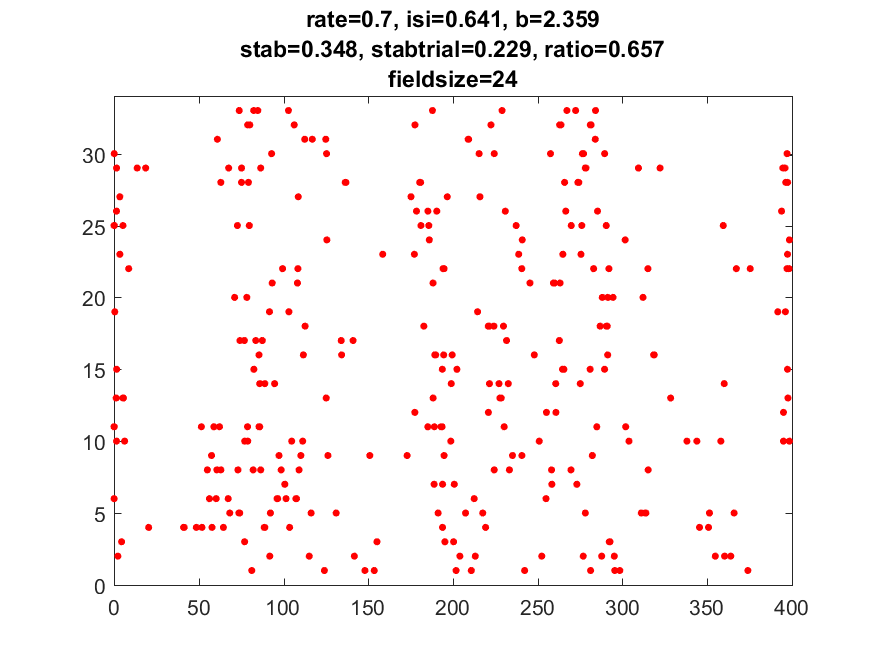 rate=0.7, isi=0.641, b=2.359
stab=0.348, stabtrial=0.229, ratio=0.657
fieldsize=24
30
25
20
15
10
5
0
0 50 100 150 200 250 300 350 400